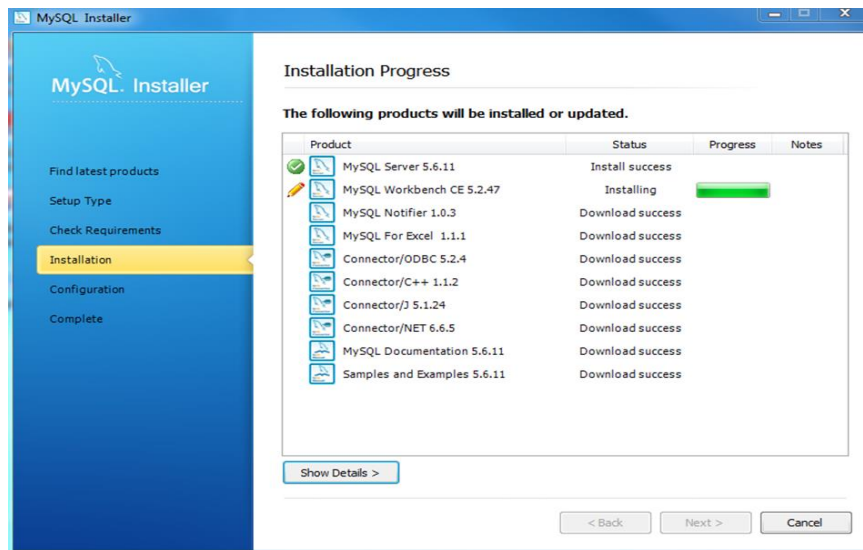 MySQL Installer
MySQL. Installer
Find latest products
Setup Type
Check Requirements
Installation
Configuration
Complete
Installation Progress
The following products will be installed or updated.
Product Status Progress Notes
MySQL Server 5.6.11 Install success
MySQL Workbench CE 5.2.47 Installing
MySQL Notifier 1.0.3 Download success
MySQL For Excel 1.1.1 Download success
Connector/ODBC 5.2.4 Download success
Connector/C++ 1.1.2 Download success
Connector/J 5.1.24 Download success
Connector/NET 6.6.5 Download success
MySQL Documentation 5.6.11 Download success
Samples and Examples 5.6.11 Download success
Show Details >
< Back Next > Cancel